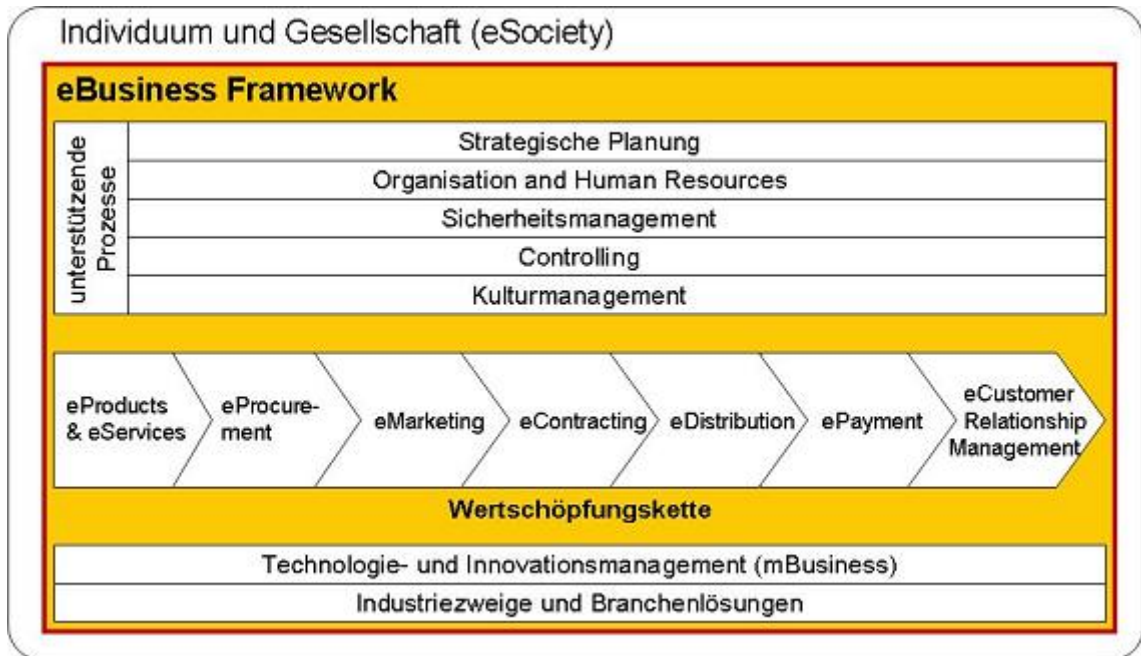 Individuum und Gesellschaft (eSociety)
eBusiness Framework
unterstützende
Prozesse
Strategische Planung
Organisation and Human Resources
Sicherheitsmanagement
Controlling
Kulturmanagement
eProducts
& eServices
eProcure-
ment
eMarketing
eContracting
eDistribution
ePayment
eCustomer
Relationship
Management
Wertschöpfungskette
Technologie- und Innovationsmanagement (mBusiness)
Industriezweige und Branchenlösungen